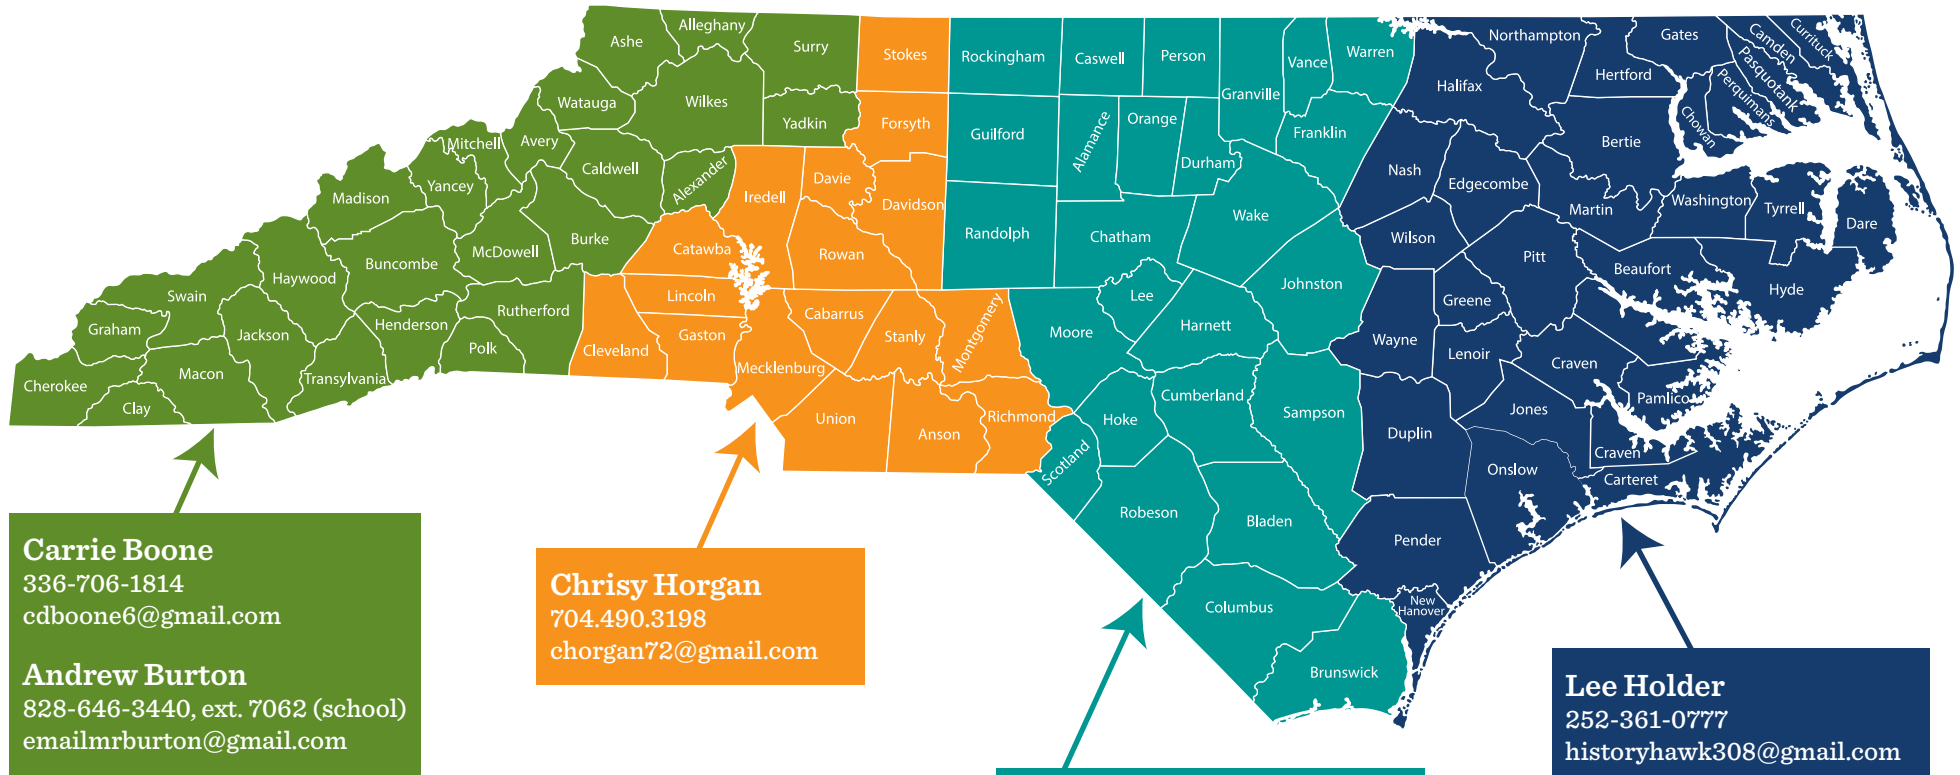 Ashe
Alleghany
Surry
Stokes
Rockingham
Caswell
Person
Granville
Vance
Warren
Northampton
Gates
Camden
Currituck
Pasquotank
Perquimans
Hertford
Halifax
Watauga
Wilkes
Yadkin
Forsyth
Guilford
Alamance
Orange
Durham
Franklin
Nash
Edgecombe
Bertie
Chowan
Mitchell
Avery
Caldwell
Alexander
Iredell
Davie
Davidson
Madison
Yancey
Randolph
Chatham
Wake
Wilson
Martin
Washington
Tyrrell
Dare
Haywood
Buncombe
McDowell
Burke
Catawba
Rowan
Johnston
Pitt
Beaufort
Hyde
Swain
Rutherford
Lincoln
Cabarrus
Stanly
Montgomery
Moore
Lee
Harnett
Greene
Graham
Jackson
Henderson
Polk
Cleveland
Gaston
Wayne
Lenoir
Craven
Cherokee
Macon
Transylvania
Clay
Mecklenburg
Union
Anson
Richmond
Hoke
Cumberland
Sampson
Duplin
Jones
Pamlico
Scotland
Onslow
Craven
Carteret
Robeson
Bladen
Pender
Columbus
New
Hanover
Brunswick
Carrie Boone
336-706-1814
cdboone6@gmail.com
Andrew Burton
828-646-3440, ext. 7062 (school)
emailmrburton@gmail.com
Chrisy Horgan
704.490.3198
chorgan72@gmail.com
Lee Holder
252-361-0777
historyhawk308@gmail.com